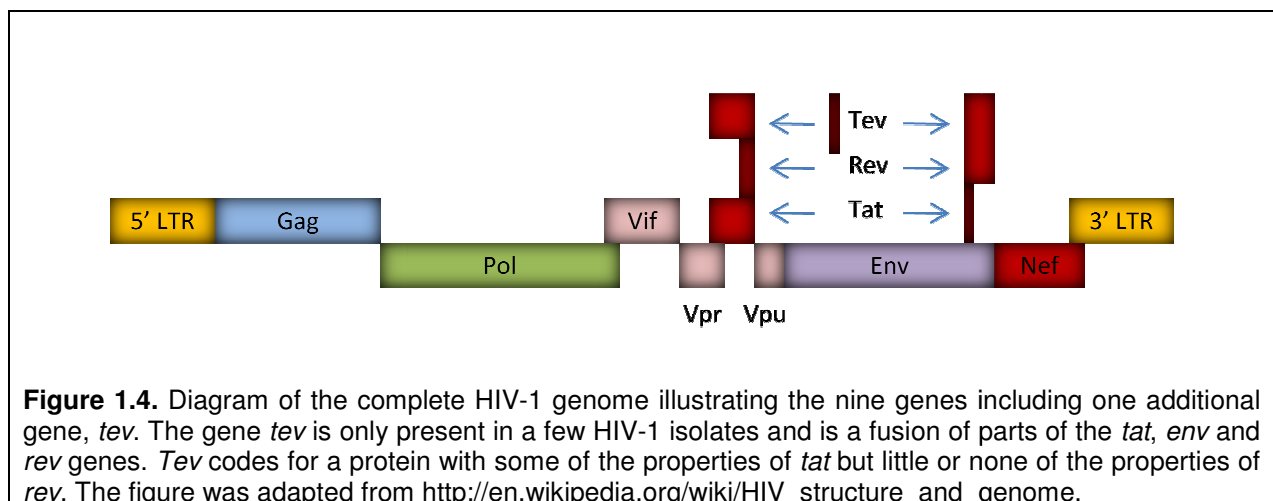 Tev
Rev
Tat
5’ LTR Gag Vif 3’ LTR
Pol Env Nef
Vpr Vpu
Figure 1.4. Diagram of the complete HIV-1 genome illustrating the nine genes including one additional
gene, tev. The gene tev is only present in a few HIV-1 isolates and is a fusion of parts of the tat, env and
rev genes. Tev codes for a protein with some of the properties of tat but little or none of the properties of
rev. The figure was adapted from http://en.wikipedia.org/wiki/HIV_structure_and_genome.